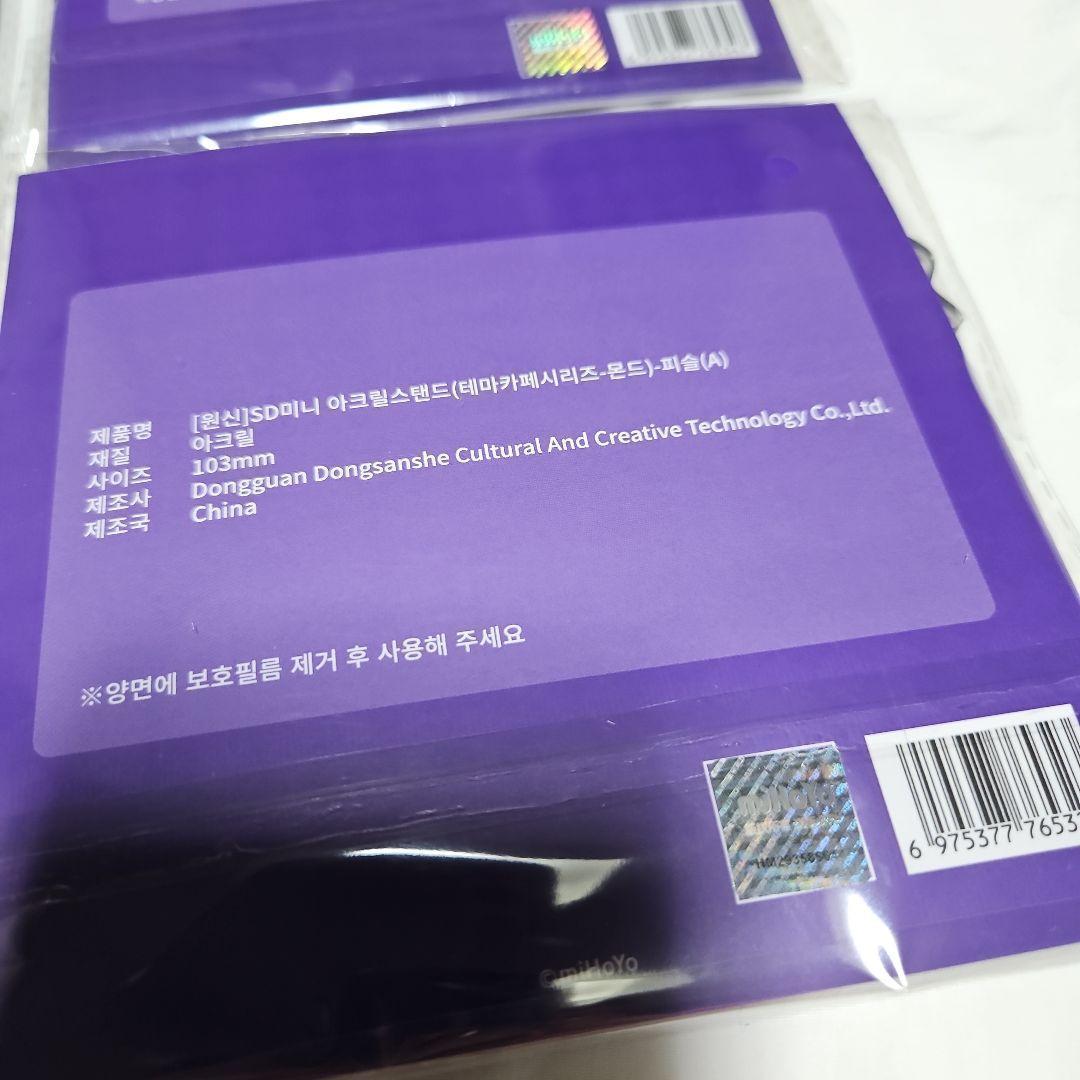 제품명 [원신]SD미니 아크릴스탠드(테마카페시리즈-몬드)-피슬(A)
재질 아크릴
사이즈 103mm
제조사 Dongguan Dongsanshe Cultural And Creative Technology Co.,Ltd.
제조국 China
※양면에 보호필름 제거 후 사용해 주세요
miHoYo
6 975377 76533
©miHoYo